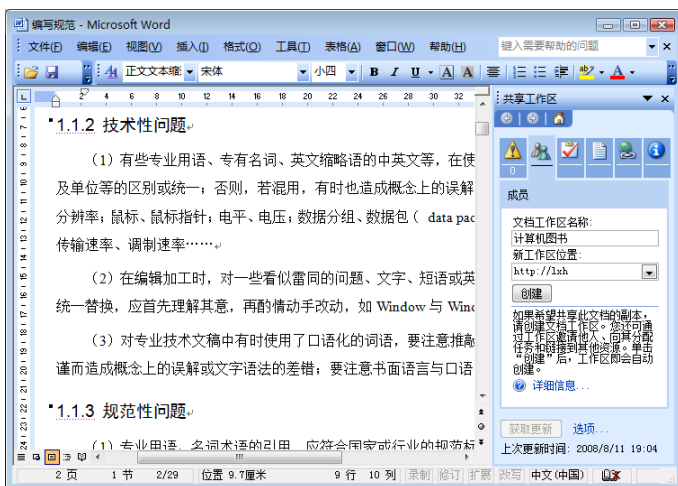 编写规范 - Microsoft Word
文件(F) 编辑(E) 视图(V) 插入(I) 格式(O) 工具(T) 表格(A) 窗口(W) 帮助(H) 键入需要帮助的问题
正文文本缩 宋体 小四 B I U A A
2 4 6 8 10 12 14 16 18 20 22 24 26 28 30 32
共享工作区
1.1.2 技术性问题
（1）有些专业用语、专有名词、英文缩略语的中英文等，在使
及单位等的区别或统一；否则，若混用，有时也造成概念上的误解
分辨率；鼠标、鼠标指针；电平、电压；数据分组、数据包（ data pac
传输速率、调制速率……
（2）在编辑加工时，对一些看似雷同的问题、文字、短语或英
统一替换，应首先理解其意，再酌情动手改动，如 Window 与 Wind
（3）对专业技术文稿中有时使用了口语化的词语，要注意推敲
谨而造成概念上的误解或文字语法的差错；要注意书面语言与口语
1.1.3 规范性问题
（1）专业用语、名词术语的引用，应符合国家或行业的规范标
0
成员
文档工作区名称:
计算机图书
新工作区位置:
http://lxh
创建
如果希望共享此文档的副本，
请创建文档工作区。您还可通
过工作区邀请他人、向其分配
任务和链接到其他资源。单击
“创建”后，工作区即会自动
创建。
详细信息...
获取更新 选项...
上次更新时间: 2008/8/11 19:04
2 页 1 节 2/29 位置 9.7厘米 9 行 10 列 录制 修订 扩展 改写 中文(中国)